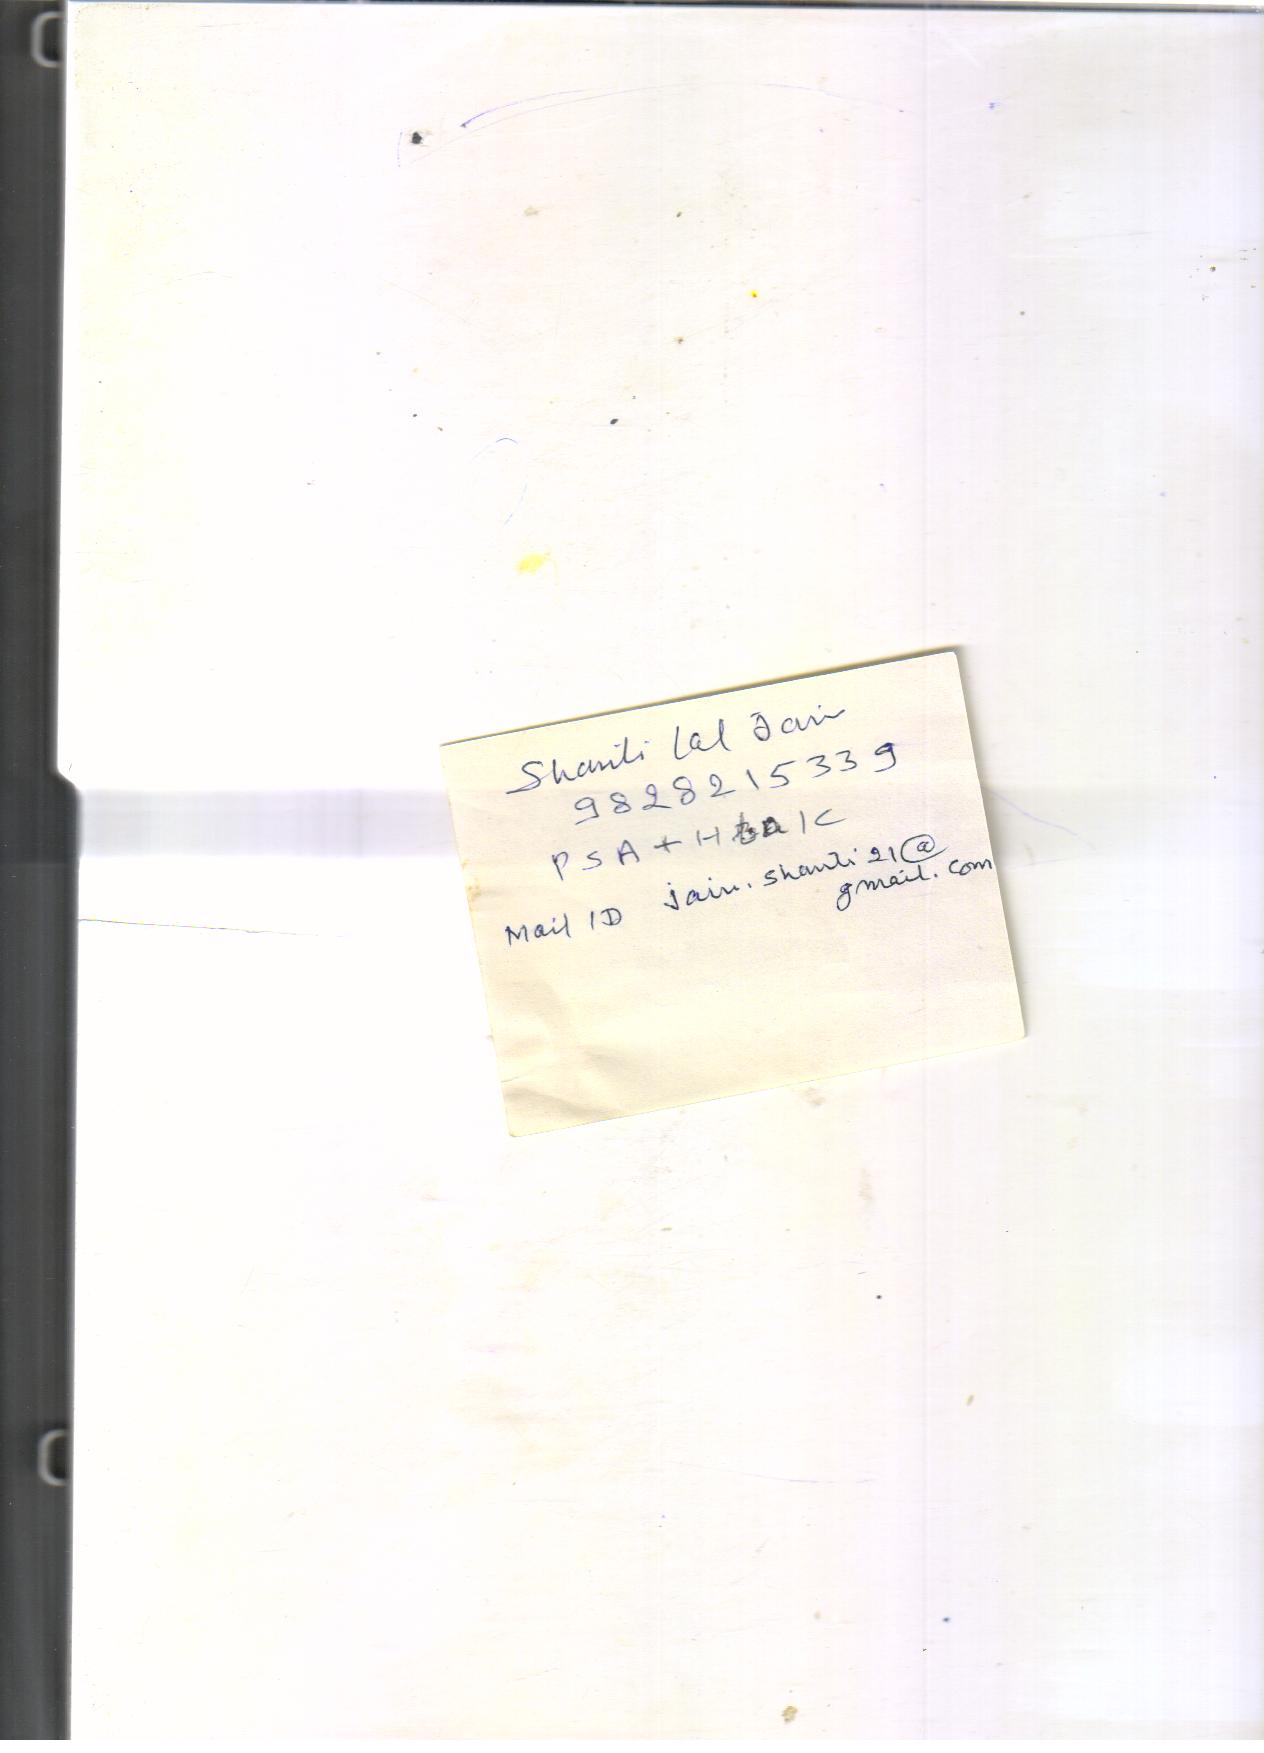 Shanti lal Jain
9828215339
PSA + Hba1C
Mail ID jain.shanti21@
gmail.com